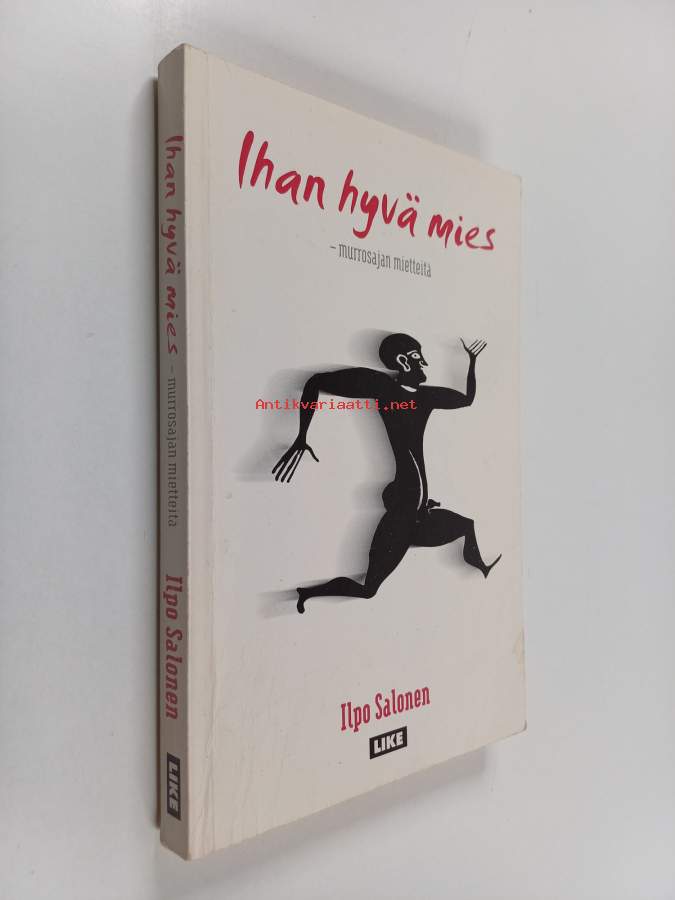 Ihan hyvä mies
– murrosajan mietteitä
Antikvariaatti.net
Ilpo Salonen
LIKE
Ihan hyvä mies – murrosajan mietteitä Ilpo Salonen LIKE